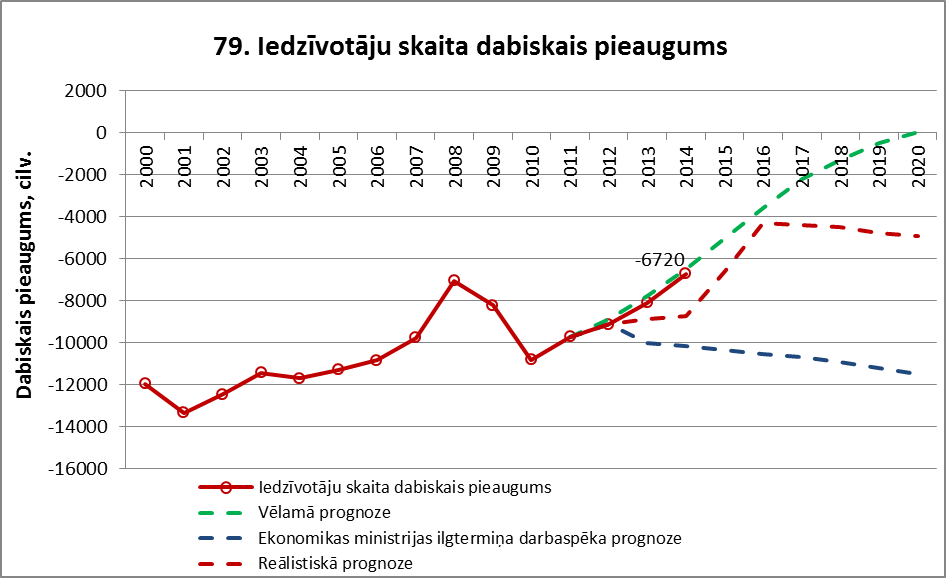 79. Iedzīvotāju skaita dabiskais pieaugums
Dabiskais pieaugums, cilv.
2000
0
-2000
-4000
-6000
-8000
-10000
-12000
-14000
-16000
2000 2001 2002 2003 2004 2005 2006 2007 2008 2009 2010 2011 2012 2013 2014 2015 2016 2017 2018 2019 2020
-6720
Iedzīvotāju skaita dabiskais pieaugums
Vēlamā prognoze
Ekonomikas ministrijas ilgtermiņa darbaspēka prognoze
Reālistiskā prognoze